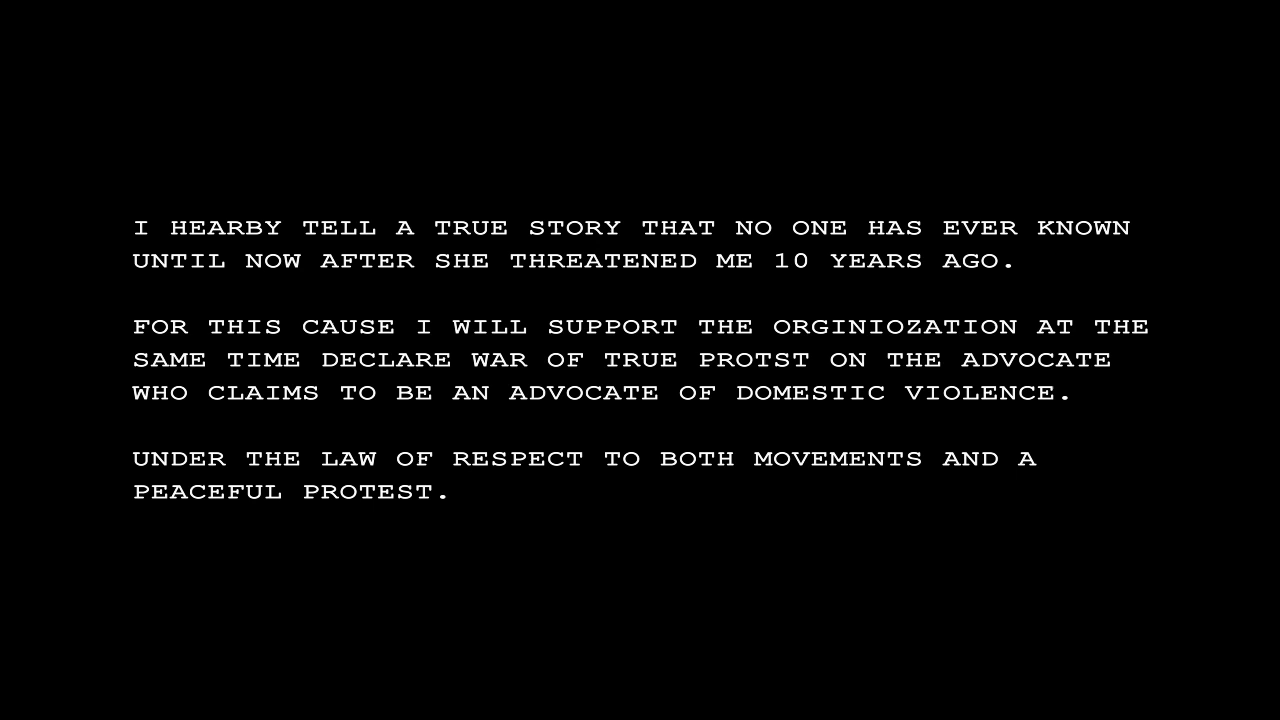 I HEARBY TELL A TRUE STORY THAT NO ONE HAS EVER KNOWN
UNTIL NOW AFTER SHE THREATENED ME 10 YEARS AGO.
FOR THIS CAUSE I WILL SUPPORT THE ORGINIOZATION AT THE
SAME TIME DECLARE WAR OF TRUE PROTST ON THE ADVOCATE
WHO CLAIMS TO BE AN ADVOCATE OF DOMESTIC VIOLENCE.
UNDER THE LAW OF RESPECT TO BOTH MOVEMENTS AND A
PEACEFUL PROTEST.